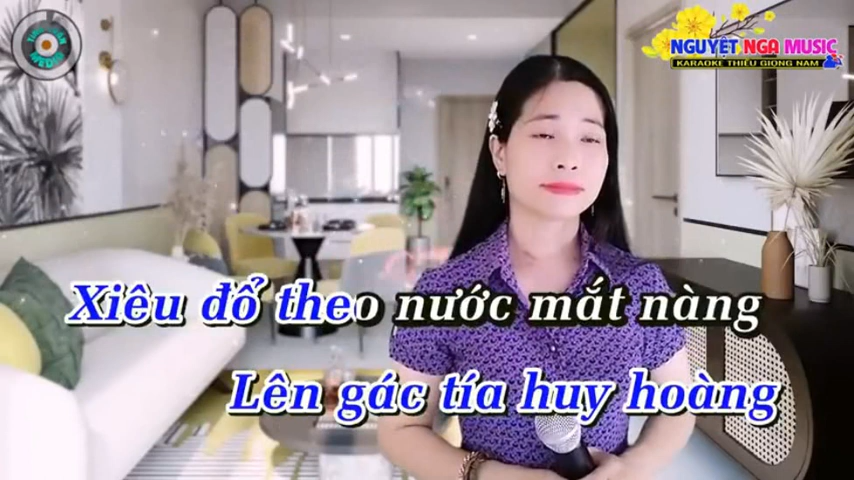 NGUYỆT NGA MUSIC
KARAOKE THIẾU GIỌNG NAM
Xiêu đổ theo nước mắt nàng
Lên gác tía huy hoàng